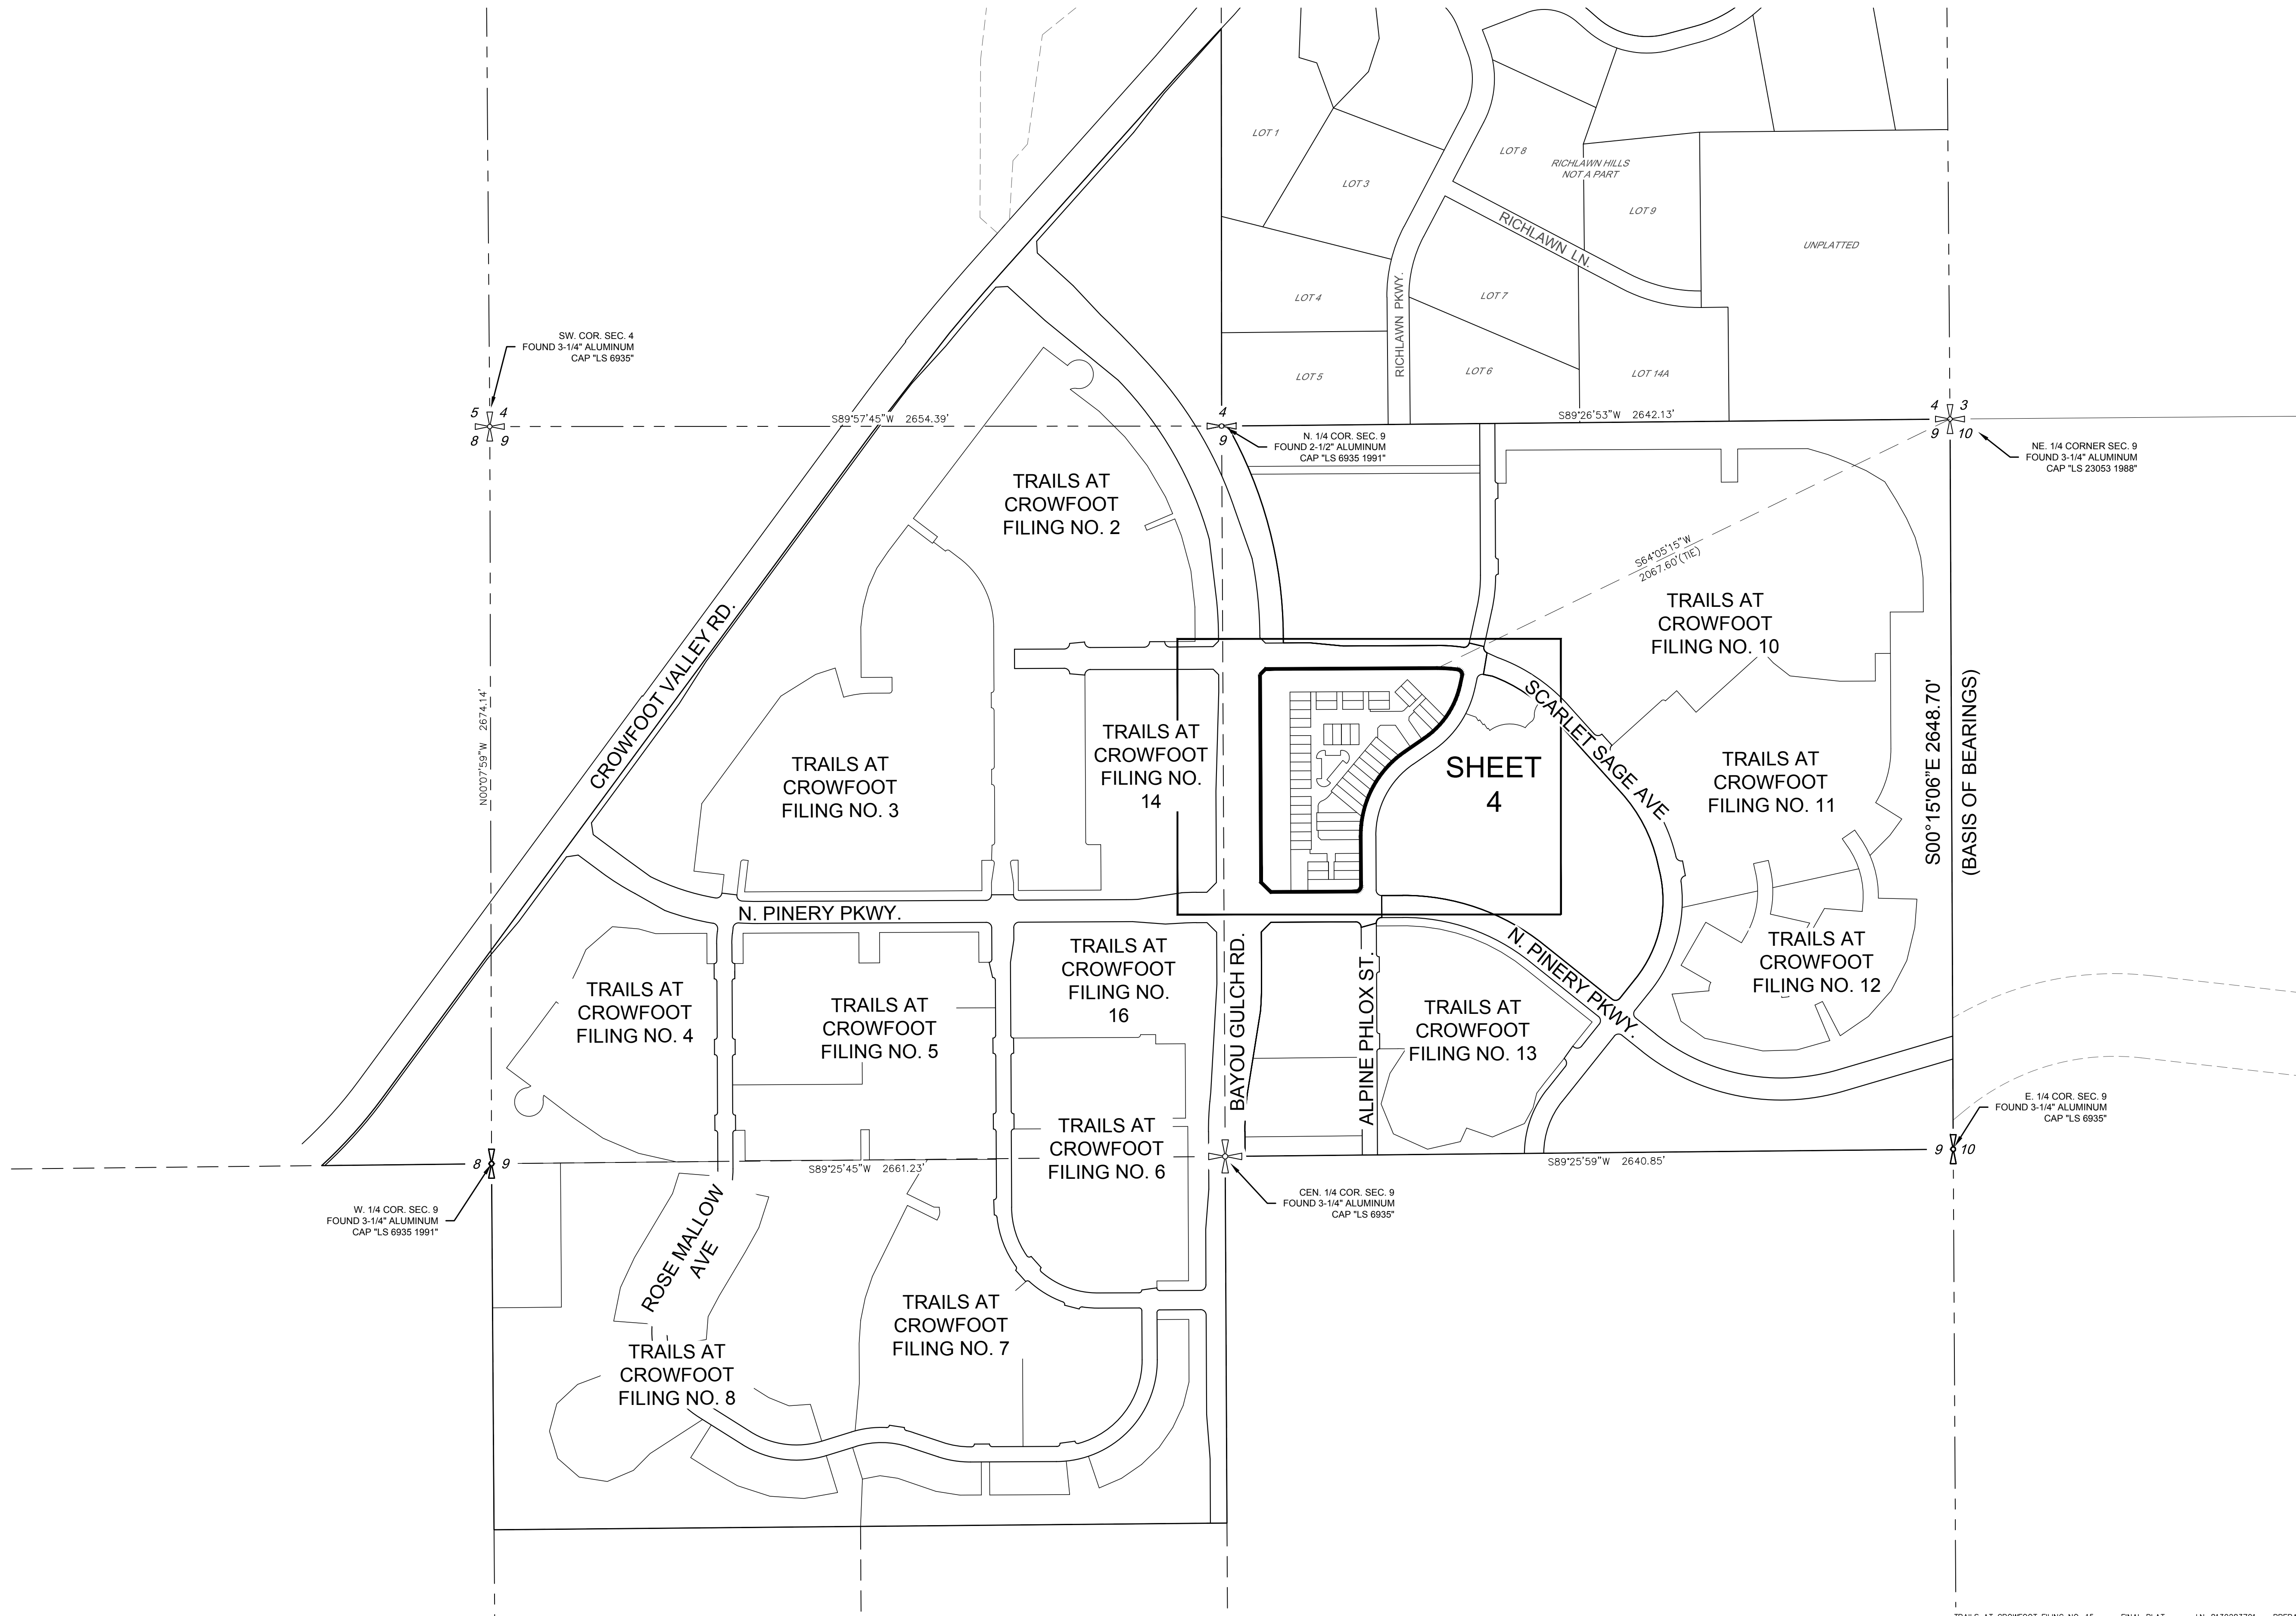 LOT 1
LOT 3
LOT 8
RICHLAWN HILLS
NOT A PART
LOT 9
RICHLAWN LN.
UNPLATTED
LOT 4
RICHLAWN PKWY.
LOT 7
LOT 5
LOT 6
LOT 14A
SW. COR. SEC. 4
FOUND 3-1/4" ALUMINUM
CAP "LS 6935"
5 4
8 9
S89°57'45"W 2654.39'
4
9
N. 1/4 COR. SEC. 9
FOUND 2-1/2" ALUMINUM
CAP "LS 6935 1991"
S89°26'53"W 2642.13'
4 3
9 10
NE. 1/4 CORNER SEC. 9
FOUND 3-1/4" ALUMINUM
CAP "LS 23053 1988"
TRAILS AT
CROWFOOT
FILING NO. 2
S64°05'15"W
2067.60'(TIE)
TRAILS AT
CROWFOOT
FILING NO. 10
CROWFOOT VALLEY RD.
N00°07'59"W 2674.14'
TRAILS AT
CROWFOOT
FILING NO. 3
TRAILS AT
CROWFOOT
FILING NO.
14
SHEET
4
SCARLET SAGE AVE
TRAILS AT
CROWFOOT
FILING NO. 11
S00°15'06"E 2648.70'
(BASIS OF BEARINGS)
N. PINERY PKWY.
TRAILS AT
CROWFOOT
FILING NO. 4
TRAILS AT
CROWFOOT
FILING NO. 5
TRAILS AT
CROWFOOT
FILING NO.
16
BAYOU GULCH RD.
ALPINE PHLOX ST.
TRAILS AT
CROWFOOT
FILING NO. 13
N. PINERY PKWY.
TRAILS AT
CROWFOOT
FILING NO. 12
TRAILS AT
CROWFOOT
FILING NO. 6
E. 1/4 COR. SEC. 9
FOUND 3-1/4" ALUMINUM
CAP "LS 6935"
8 9
S89°25'45"W 2661.23'
S89°25'59"W 2640.85'
9 10
W. 1/4 COR. SEC. 9
FOUND 3-1/4" ALUMINUM
CAP "LS 6935 1991"
CEN. 1/4 COR. SEC. 9
FOUND 3-1/4" ALUMINUM
CAP "LS 6935"
ROSE MALLOW
AVE
TRAILS AT
CROWFOOT
FILING NO. 7
TRAILS AT
CROWFOOT
FILING NO. 8